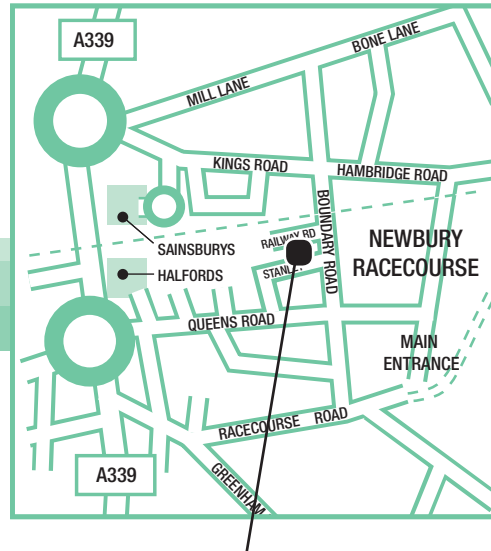 A339
BONE LANE
MILL LANE
KINGS ROAD
HAMBRIDGE ROAD
BOUNDARY ROAD
RAILWAY RD
SAINSBURYS
NEWBURY
RACECOURSE
HALFORDS
QUEENS ROAD
MAIN
ENTRANCE
RACECOURSE ROAD
A339
GREENHAM